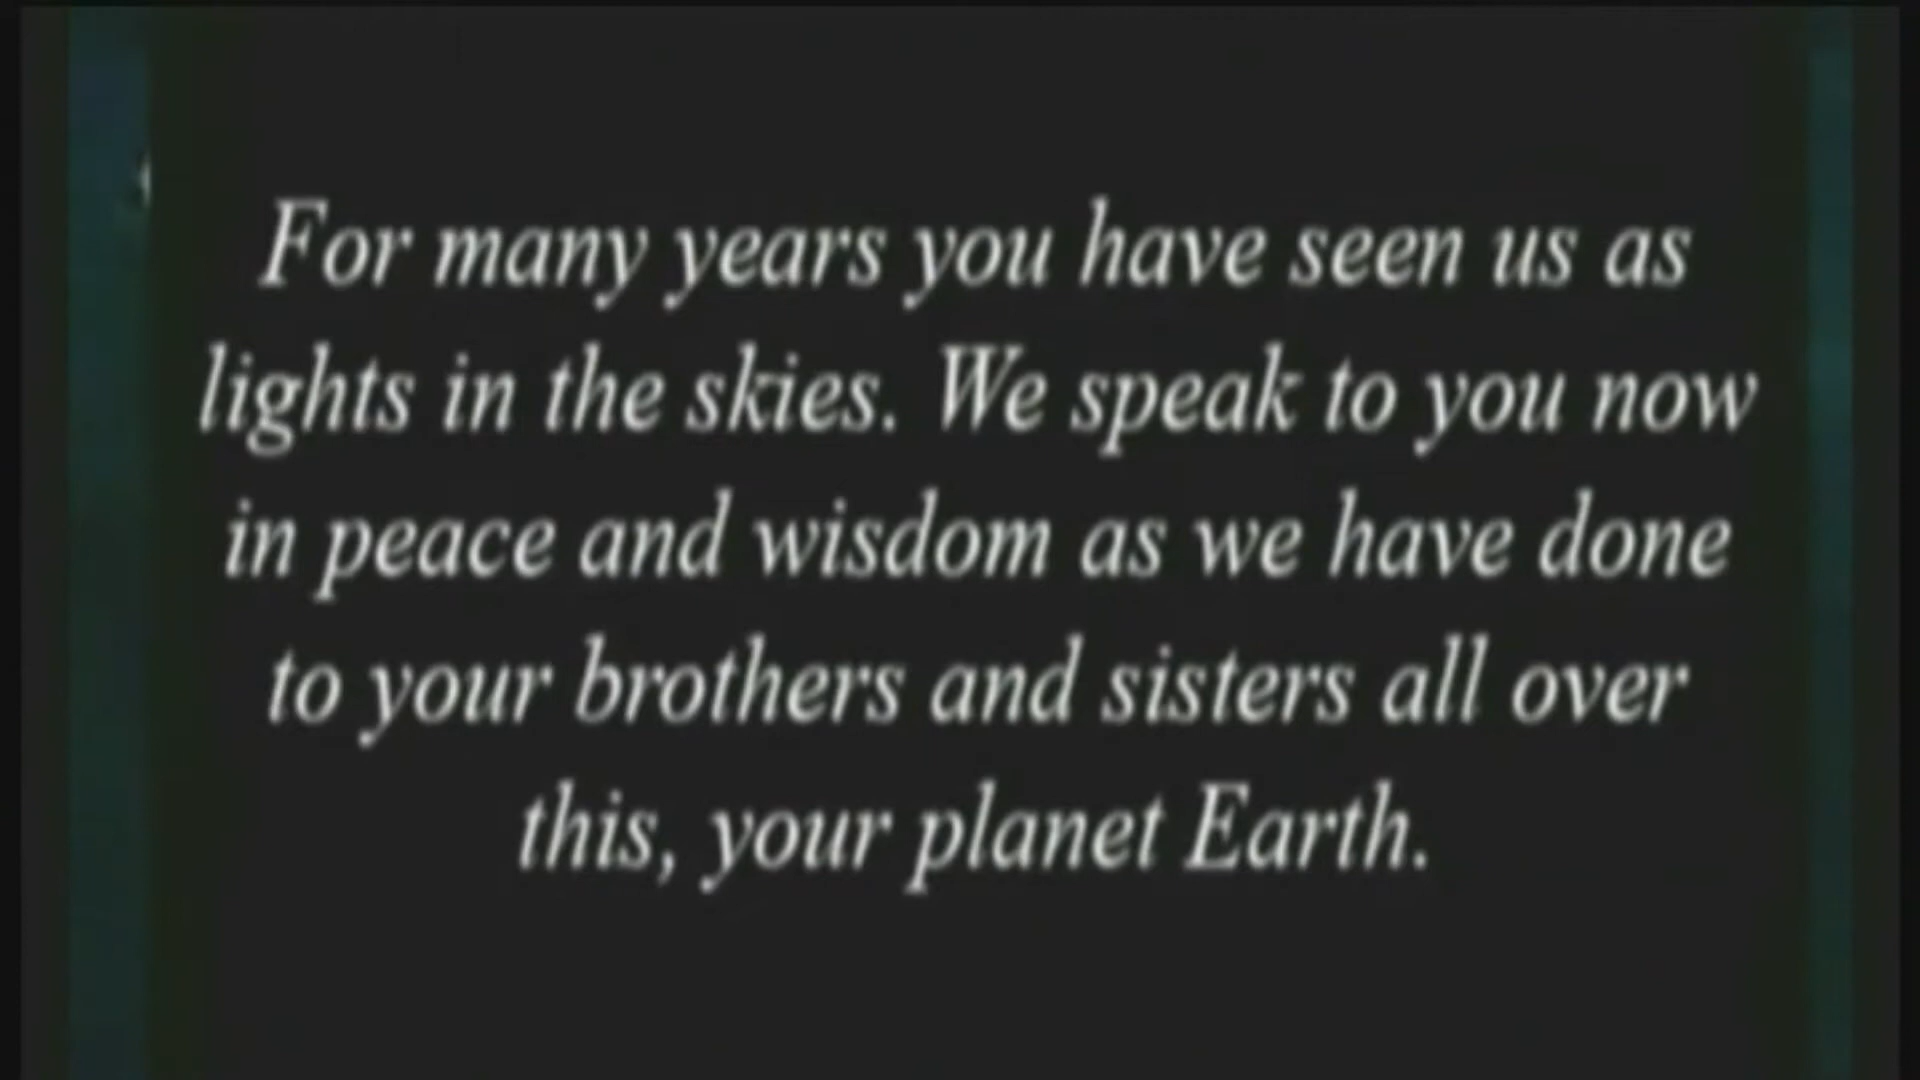 For many years you have seen us as
lights in the skies. We speak to you now
in peace and wisdom as we have done
to your brothers and sisters all over
this, your planet Earth.